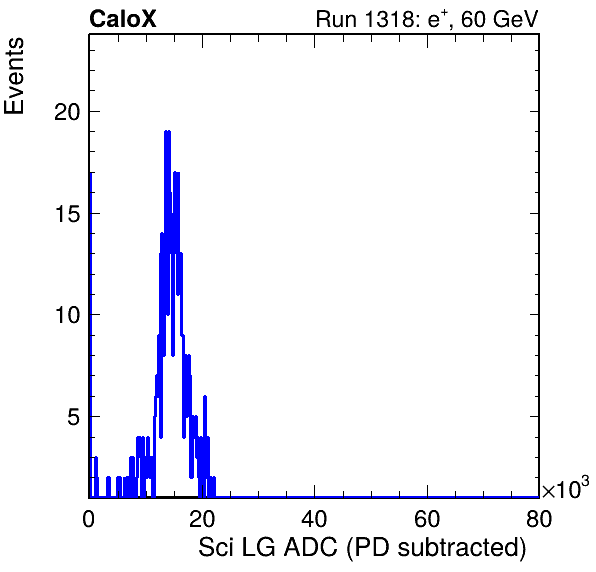 CaloX Run 1318: e⁺, 60 GeV
Events
20
15
10
5
0 20 40 60 80
×10³
Sci LG ADC (PD subtracted)